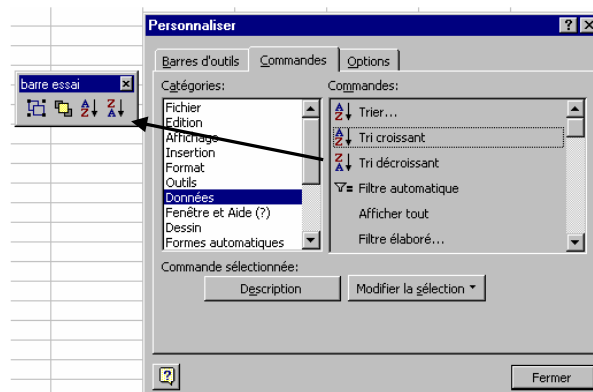 Personnaliser
Barres d'outils Commandes Options
barre essai
Catégories:
Fichier
Edition
Affichage
Insertion
Format
Outils
Données
Fenêtre et Aide (?)
Dessin
Formes automatiques
Commandes:
Trier...
Tri croissant
Tri décroissant
Filtre automatique
Afficher tout
Filtre élaboré...
Commande sélectionnée:
Description Modifier la sélection
Fermer